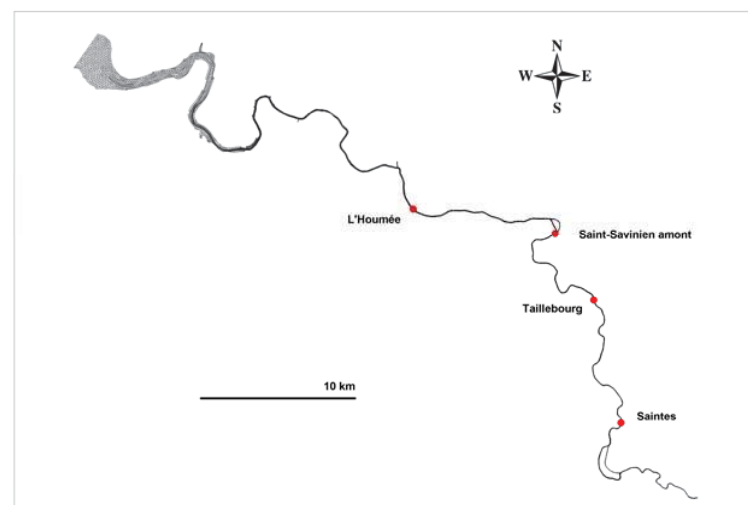 N
W E
S
L'Houmée
Saint-Savinien amont
Taillebourg
10 km
Saintes